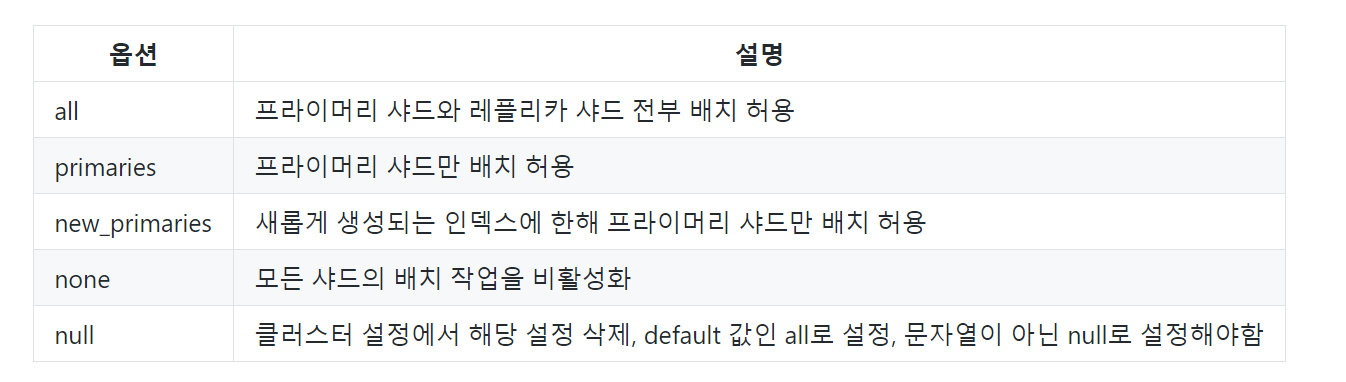 옵션 설명
all 프라이머리 샤드와 레플리카 샤드 전부 배치 허용
primaries 프라이머리 샤드만 배치 허용
new_primaries 새롭게 생성되는 인덱스에 한해 프라이머리 샤드만 배치 허용
none 모든 샤드의 배치 작업을 비활성화
null 클러스터 설정에서 해당 설정 삭제, default 값인 all로 설정, 문자열이 아닌 null로 설정해야함